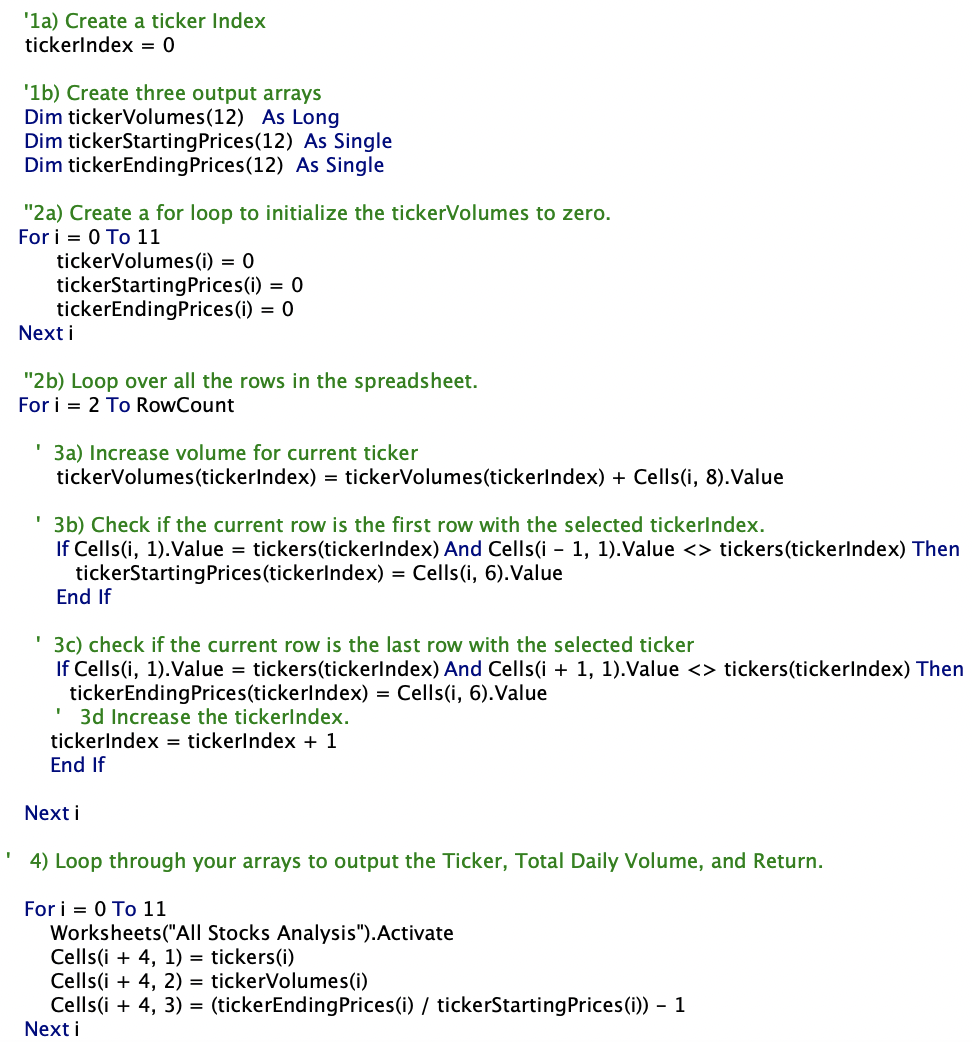 '1a) Create a ticker Index
tickerIndex = 0
'1b) Create three output arrays
Dim tickerVolumes(12) As Long
Dim tickerStartingPrices(12) As Single
Dim tickerEndingPrices(12) As Single
''2a) Create a for loop to initialize the tickerVolumes to zero.
For i = 0 To 11
tickerVolumes(i) = 0
tickerStartingPrices(i) = 0
tickerEndingPrices(i) = 0
Next i
''2b) Loop over all the rows in the spreadsheet.
For i = 2 To RowCount
' 3a) Increase volume for current ticker
tickerVolumes(tickerIndex) = tickerVolumes(tickerIndex) + Cells(i, 8).Value
' 3b) Check if the current row is the first row with the selected tickerIndex.
If Cells(i, 1).Value = tickers(tickerIndex) And Cells(i - 1, 1).Value <> tickers(tickerIndex) Then
tickerStartingPrices(tickerIndex) = Cells(i, 6).Value
End If
' 3c) check if the current row is the last row with the selected ticker
If Cells(i, 1).Value = tickers(tickerIndex) And Cells(i + 1, 1).Value <> tickers(tickerIndex) Then
tickerEndingPrices(tickerIndex) = Cells(i, 6).Value
' 3d Increase the tickerIndex.
tickerIndex = tickerIndex + 1
End If
Next i
' 4) Loop through your arrays to output the Ticker, Total Daily Volume, and Return.
For i = 0 To 11
Worksheets("All Stocks Analysis").Activate
Cells(i + 4, 1) = tickers(i)
Cells(i + 4, 2) = tickerVolumes(i)
Cells(i + 4, 3) = (tickerEndingPrices(i) / tickerStartingPrices(i)) - 1
Next i